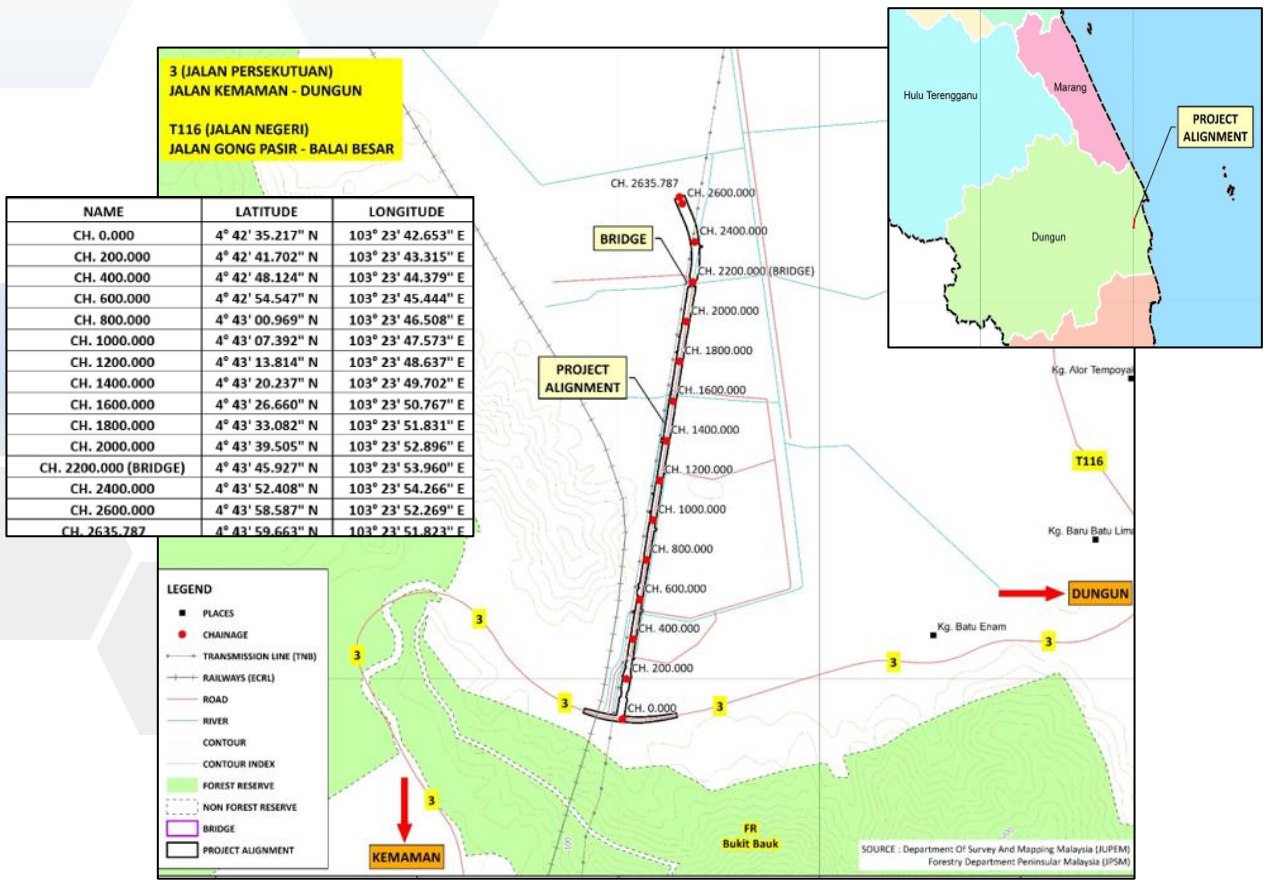 3 (JALAN PERSEKUTUAN)
JALAN KEMAMAN - DUNGUN
T116 (JALAN NEGERI)
JALAN GONG PASIR - BALAI BESAR
Hulu Terengganu
Marang
Dungun
PROJECT
ALIGNMENT
NAME LATITUDE LONGITUDE
CH. 0.000 4° 42' 35.217" N 103° 23' 42.653" E
CH. 200.000 4° 42' 41.702" N 103° 23' 43.315" E
CH. 400.000 4° 42' 48.124" N 103° 23' 44.379" E
CH. 600.000 4° 42' 54.547" N 103° 23' 45.444" E
CH. 800.000 4° 43' 00.969" N 103° 23' 46.508" E
CH. 1000.000 4° 43' 07.392" N 103° 23' 47.573" E
CH. 1200.000 4° 43' 13.814" N 103° 23' 48.637" E
CH. 1400.000 4° 43' 20.237" N 103° 23' 49.702" E
CH. 1600.000 4° 43' 26.660" N 103° 23' 50.767" E
CH. 1800.000 4° 43' 33.082" N 103° 23' 51.831" E
CH. 2000.000 4° 43' 39.505" N 103° 23' 52.896" E
CH. 2200.000 (BRIDGE) 4° 43' 45.927" N 103° 23' 53.960" E
CH. 2400.000 4° 43' 52.408" N 103° 23' 54.266" E
CH. 2600.000 4° 43' 58.587" N 103° 23' 52.269" E
CH. 2635.787 4° 43' 59.663" N 103° 23' 51.823" E
CH. 2635.787
CH. 2600.000
CH. 2400.000
BRIDGE
CH. 2200.000 (BRIDGE)
CH. 2000.000
CH. 1800.000
PROJECT
ALIGNMENT
CH. 1600.000
CH. 1400.000
CH. 1200.000
CH. 1000.000
CH. 800.000
CH. 600.000
CH. 400.000
CH. 200.000
CH. 0.000
Kg. Alor Tempoyai
T116
Kg. Baru Batu Lima
DUNGUN
Kg. Batu Enam
3
3
3
3
3
3
3
LEGEND
PLACES
CHAINAGE
TRANSMISSION LINE (TNB)
RAILWAYS (ECRL)
ROAD
RIVER
CONTOUR
CONTOUR INDEX
FOREST RESERVE
NON FOREST RESERVE
BRIDGE
PROJECT ALIGNMENT
KEMAMAN
100
200
FR
Bukit Bauk
SOURCE : Department Of Survey And Mapping Malaysia (JUPEM)
Forestry Department Peninsular Malaysia (JPSM)